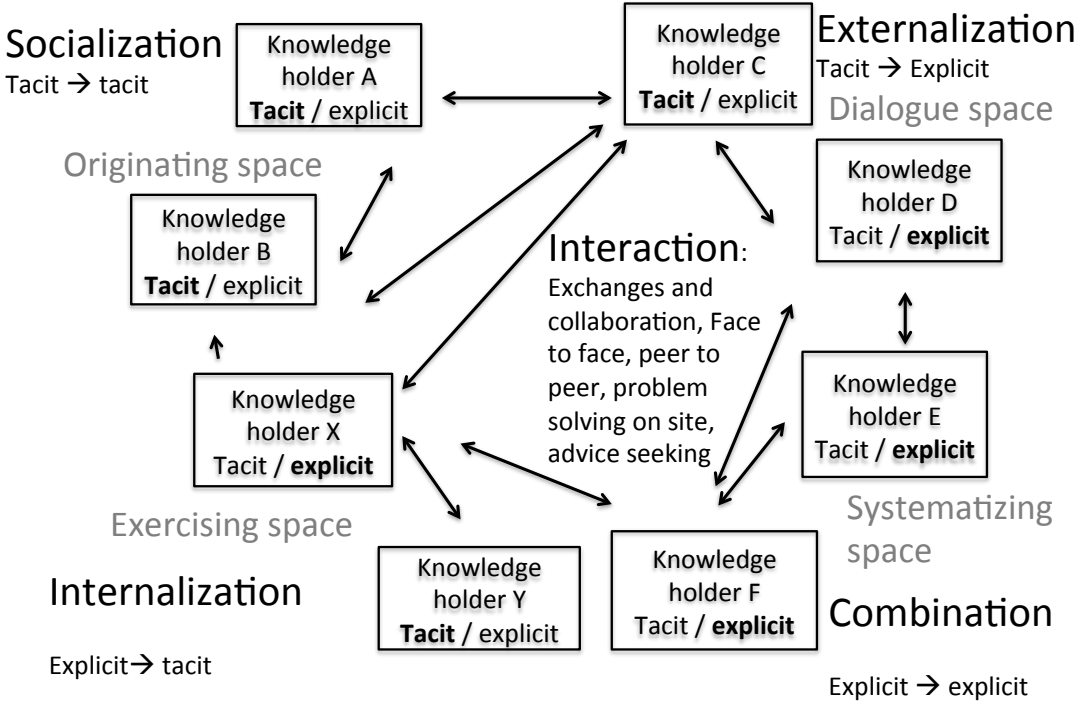 Socialization
Tacit → tacit
Knowledge
holder A
Tacit / explicit
Knowledge
holder C
Tacit / explicit
Externalization
Tacit → Explicit
Dialogue space
Originating space
Knowledge
holder B
Tacit / explicit
Knowledge
holder D
Tacit / explicit
Interaction:
Exchanges and
collaboration, Face
to face, peer to
peer, problem
solving on site,
advice seeking
Knowledge
holder X
Tacit / explicit
Knowledge
holder E
Tacit / explicit
Exercising space
Systematizing
space
Internalization
Explicit→ tacit
Knowledge
holder Y
Tacit / explicit
Knowledge
holder F
Tacit / explicit
Combination
Explicit → explicit